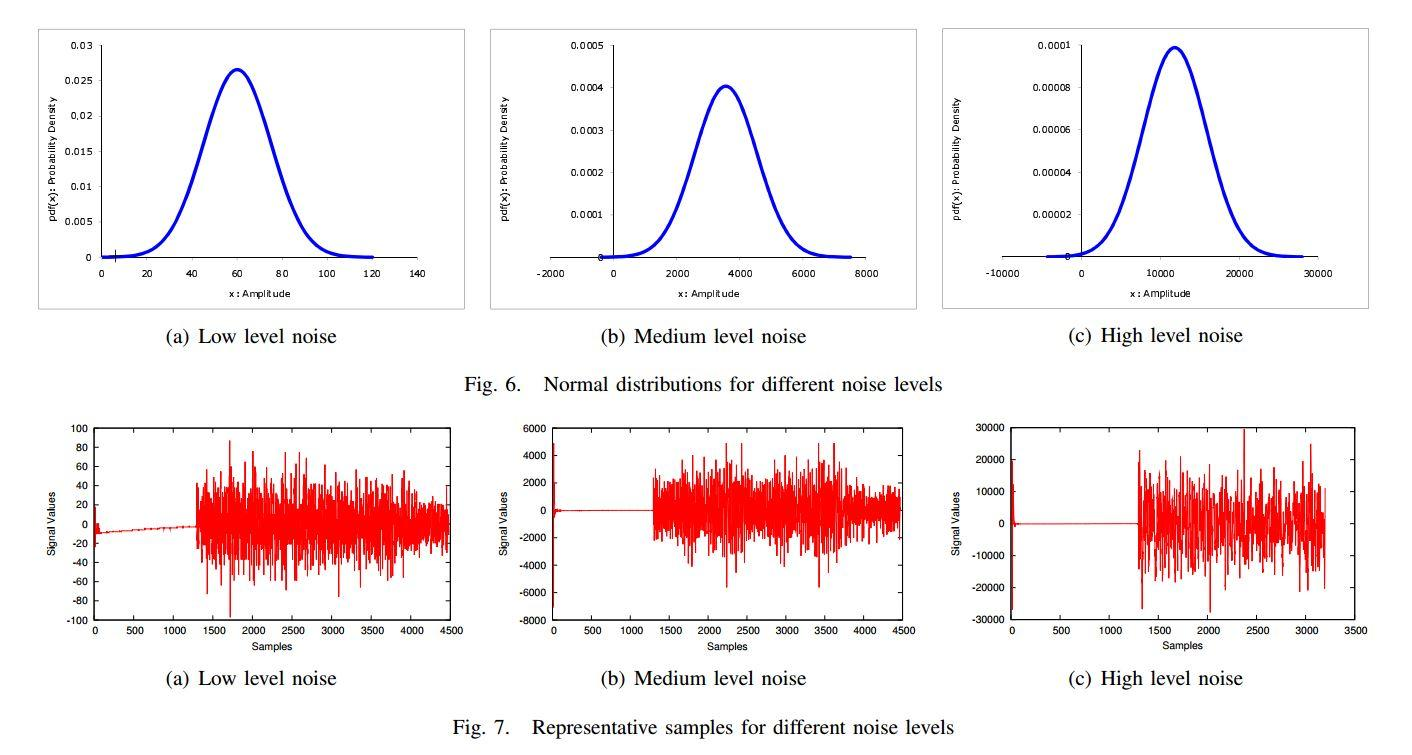 0.03
0.025
0.02
0.015
0.01
0.005
0
pdf(x): Probability Density
0 20 40 60 80 100 120 140
x: Amplitude
0.0005
0.0004
0.0003
0.0002
0.0001
0
pdf(x): Probability Density
-2000 0 2000 4000 6000 8000
x: Amplitude
0.0001
0.00008
0.00006
0.00004
0.00002
0
pdf(x): Probability Density
-10000 0 10000 20000 30000
x: Amplitude
(a) Low level noise
(b) Medium level noise
(c) High level noise
Fig. 6. Normal distributions for different noise levels
100
80
60
40
20
0
-20
-40
-60
-80
-100
Signal Values
0 500 1000 1500 2000 2500 3000 3500 4000 4500
Samples
6000
4000
2000
0
-2000
-4000
-6000
-8000
Signal Values
0 500 1000 1500 2000 2500 3000 3500 4000 4500
Samples
30000
20000
10000
0
-10000
-20000
-30000
Signal Values
0 500 1000 1500 2000 2500 3000 3500
Samples
(a) Low level noise
(b) Medium level noise
(c) High level noise
Fig. 7. Representative samples for different noise levels